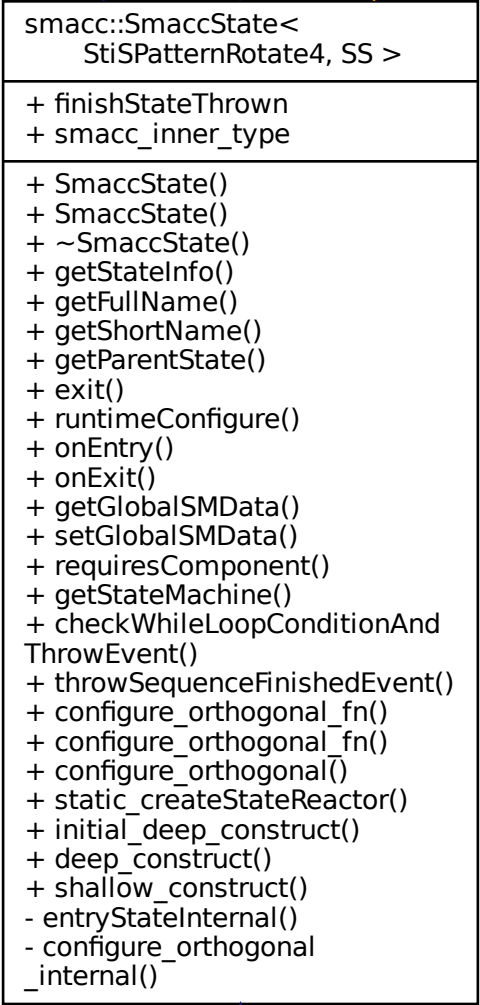 smacc::SmaccState<
StiSPatternRotate4, SS >
+ finishStateThrown
+ smacc_inner_type
+ SmaccState()
+ SmaccState()
+ ~SmaccState()
+ getStateInfo()
+ getFullName()
+ getShortName()
+ getParentState()
+ exit()
+ runtimeConfigure()
+ onEntry()
+ onExit()
+ getGlobalSMData()
+ setGlobalSMData()
+ requiresComponent()
+ getStateMachine()
+ checkWhileLoopConditionAnd
ThrowEvent()
+ throwSequenceFinishedEvent()
+ configure_orthogonal_fn()
+ configure_orthogonal_fn()
+ configure_orthogonal()
+ static_createStateReactor()
+ initial_deep_construct()
+ deep_construct()
+ shallow_construct()
- entryStateInternal()
- configure_orthogonal
_internal()